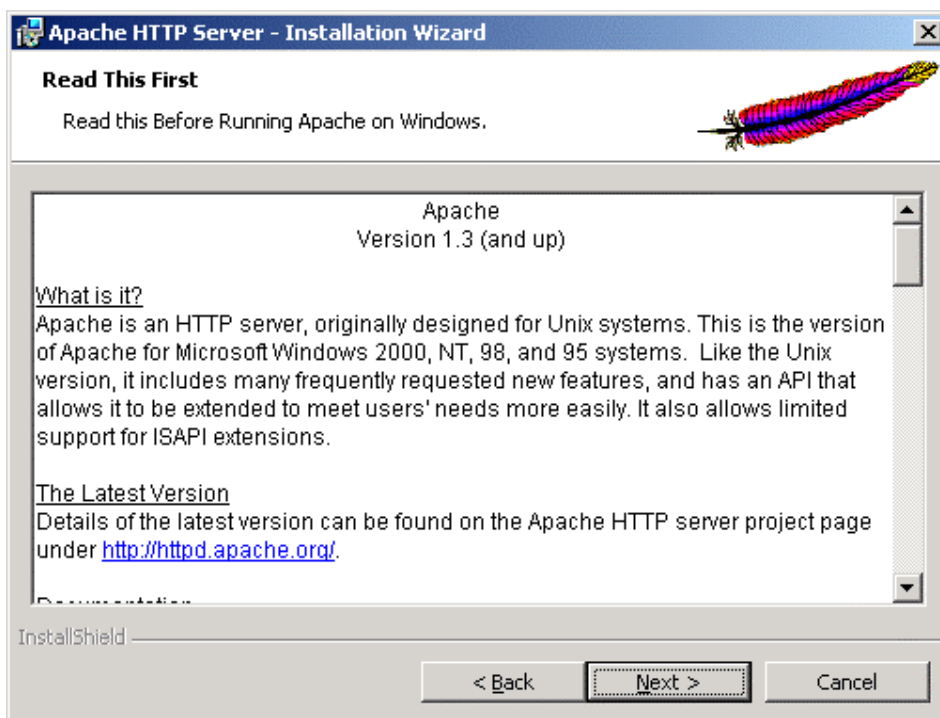 Apache HTTP Server - Installation Wizard
Read This First
Read this Before Running Apache on Windows.
Apache
Version 1.3 (and up)
What is it?
Apache is an HTTP server, originally designed for Unix systems. This is the version
of Apache for Microsoft Windows 2000, NT, 98, and 95 systems.  Like the Unix
version, it includes many frequently requested new features, and has an API that
allows it to be extended to meet users' needs more easily. It also allows limited
support for ISAPI extensions.
The Latest Version
Details of the latest version can be found on the Apache HTTP server project page
under http://httpd.apache.org/.
Documentation
InstallShield
< Back
Next >
Cancel